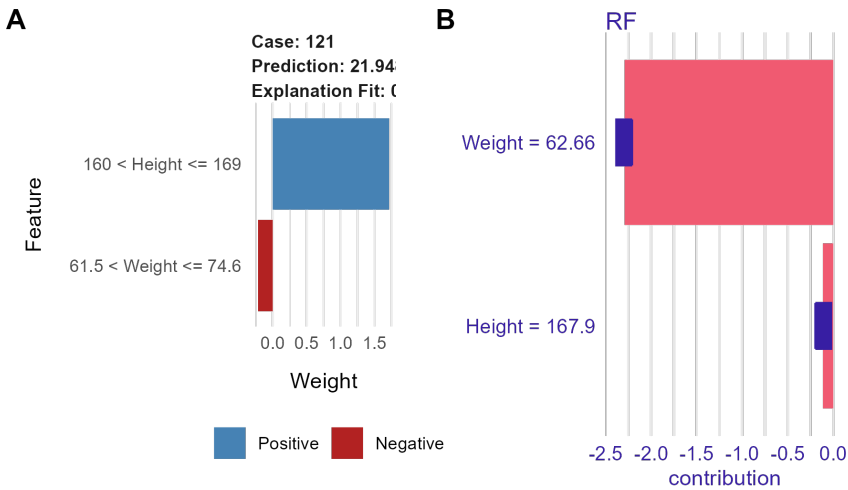 A
Case: 121
Prediction: 21.94
Explanation Fit:
Feature
160 < Height <= 169
61.5 < Weight <= 74.6
0.0 0.5 1.0 1.5
Weight
Positive Negative
B
RF
Weight = 62.66
Height = 167.9
-2.5 -2.0 -1.5 -1.0 -0.5 0.0
contribution